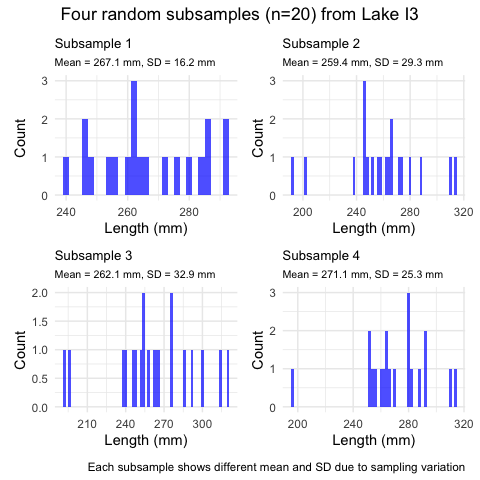 Four random subsamples (n=20) from Lake I3
Subsample 1
Mean = 267.1 mm, SD = 16.2 mm
3
2
1
0
Count
240
260
280
Length (mm)
Subsample 2
Mean = 259.4 mm, SD = 29.3 mm
3
2
1
0
Count
200
240
280
320
Length (mm)
Subsample 3
Mean = 262.1 mm, SD = 32.9 mm
2.0
1.5
1.0
0.5
0.0
Count
210
240
270
300
Length (mm)
Subsample 4
Mean = 271.1 mm, SD = 25.3 mm
3
2
1
0
Count
200
240
280
320
Length (mm)
Each subsample shows different mean and SD due to sampling variation